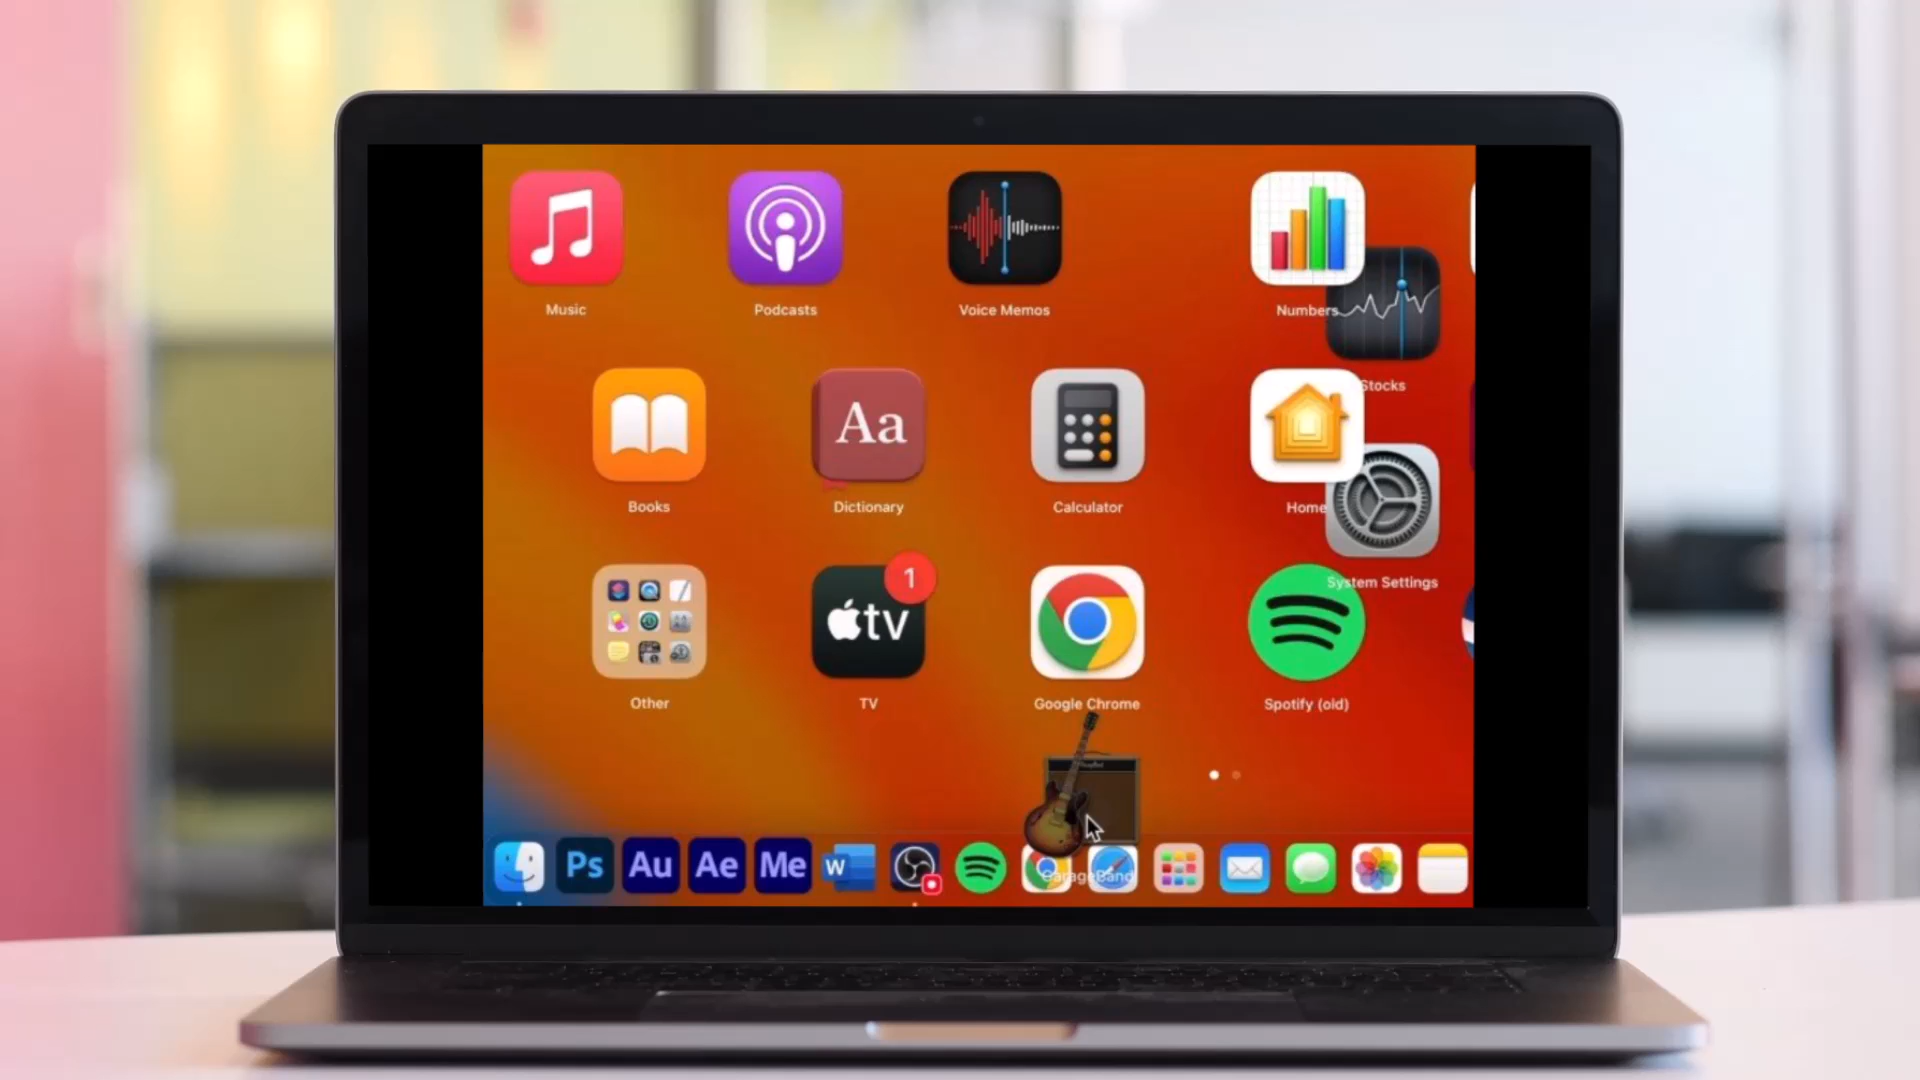 Music
Podcasts
Voice Memos
Numbers
Stocks
Aa
Books
Dictionary
Calculator
Home
System Settings
1
tv
Other
TV
Google Chrome
Spotify (old)
Ps
Au
Ae
Me
W
GarageBand